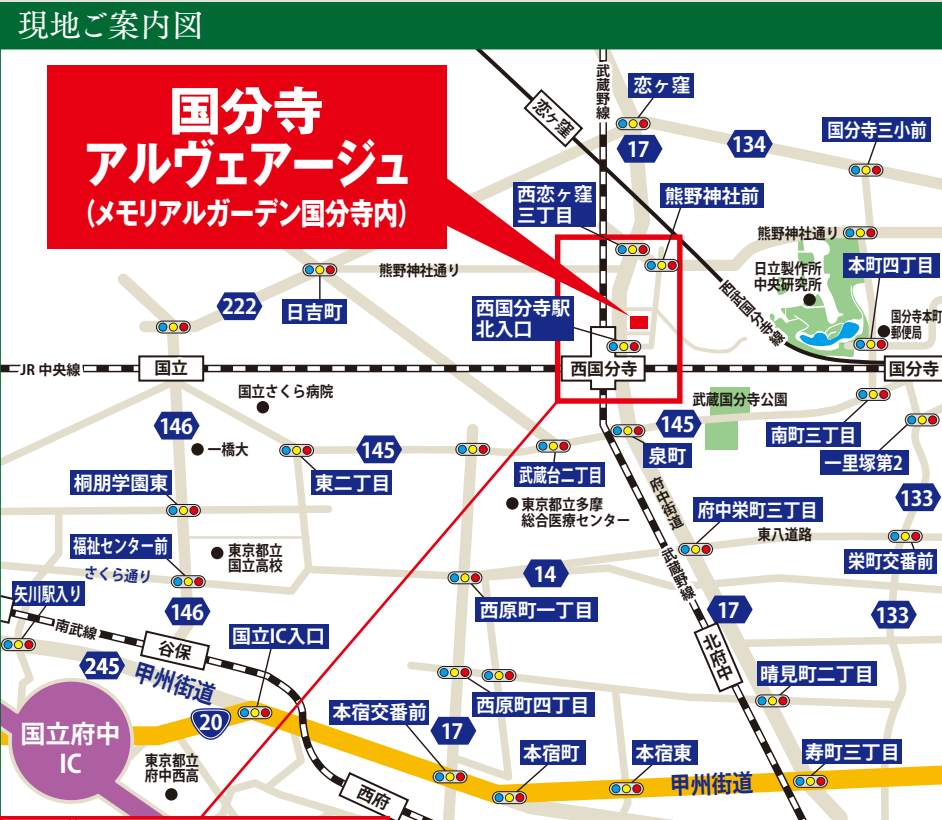 現地ご案内図
国分寺
アルヴェアージュ
(メモリアルガーデン国分寺内)
武蔵野線
恋ヶ窪
恋ヶ窪
17
134
国分寺三小前
西恋ヶ窪
三丁目
熊野神社前
熊野神社通り
熊野神社通り
日立製作所
中央研究所
本町四丁目
222
日吉町
西国分寺駅
北入口
西武国分寺線
国分寺本町
郵便局
JR 中央線
国立
西国分寺
国分寺
国立さくら病院
武蔵国分寺公園
146
一橋大
145
145
泉町
南町三丁目
一里塚第2
東二丁目
武蔵台二丁目
桐朋学園東
東京都立多摩
総合医療センター
府中街道
府中栄町三丁目
133
東八道路
福祉センター前
東京都立
国立高校
さくら通り
栄町交番前
武蔵野線
14
矢川駅入り
146
西原町一丁目
17
133
南武線
谷保
国立IC入口
北府中
245
甲州街道
晴見町二丁目
20
西原町四丁目
本宿交番前
17
国立府中
IC
本宿町
本宿東
寿町三丁目
東京都立
府中西高
甲州街道
西府